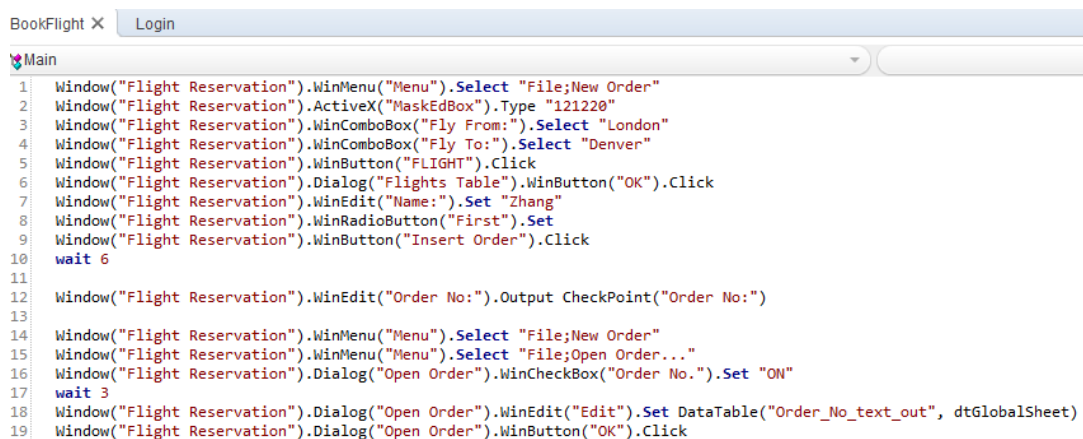 BookFlight × Login
Main
1 Window("Flight Reservation").WinMenu("Menu").Select "File;New Order"
2 Window("Flight Reservation").ActiveX("MaskEdBox").Type "121220"
3 Window("Flight Reservation").WinComboBox("Fly From:").Select "London"
4 Window("Flight Reservation").WinComboBox("Fly To:").Select "Denver"
5 Window("Flight Reservation").WinButton("FLIGHT").Click
6 Window("Flight Reservation").Dialog("Flights Table").WinButton("OK").Click
7 Window("Flight Reservation").WinEdit("Name:").Set "Zhang"
8 Window("Flight Reservation").WinRadioButton("First").Set
9 Window("Flight Reservation").WinButton("Insert Order").Click
10 wait 6
11
12 Window("Flight Reservation").WinEdit("Order No:").Output CheckPoint("Order No:")
13
14 Window("Flight Reservation").WinMenu("Menu").Select "File;New Order"
15 Window("Flight Reservation").WinMenu("Menu").Select "File;Open Order..."
16 Window("Flight Reservation").Dialog("Open Order").WinCheckBox("Order No.").Set "ON"
17 wait 3
18 Window("Flight Reservation").Dialog("Open Order").WinEdit("Edit").Set DataTable("Order_No_text_out", dtGlobalSheet)
19 Window("Flight Reservation").Dialog("Open Order").WinButton("OK").Click